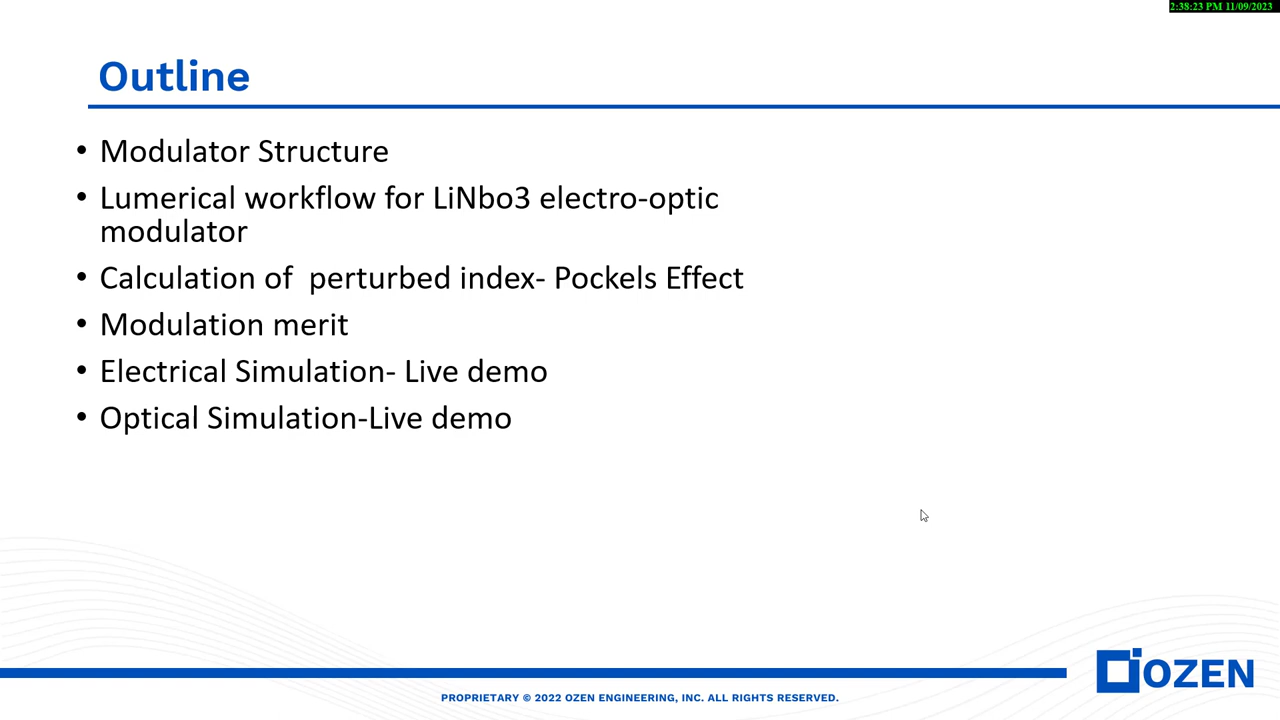 2:38:23 PM 11/09/2023
Outline
• Modulator Structure
• Lumerical workflow for LiNbo3 electro-optic
modulator
• Calculation of  perturbed index- Pockels Effect
• Modulation merit
• Electrical Simulation- Live demo
• Optical Simulation-Live demo
OZEN
PROPRIETARY © 2022 OZEN ENGINEERING, INC. ALL RIGHTS RESERVED.